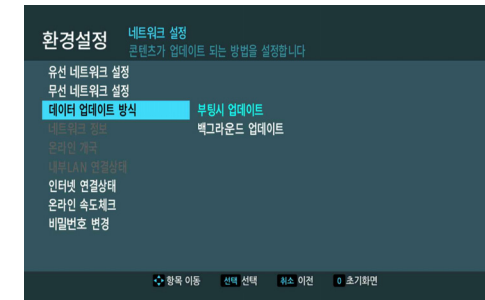 환경설정
네트워크 설정
콘텐츠가 업데이트 되는 방법을 설정합니다
유선 네트워크 설정
무선 네트워크 설정
데이터 업데이트 방식
부팅시 업데이트
네트워크 정보
백그라운드 업데이트
온라인 개국
내부LAN 연결상태
인터넷 연결상태
온라인 속도체크
비밀번호 변경
항목 이동 선택 선택 취소 이전 0 초기화면